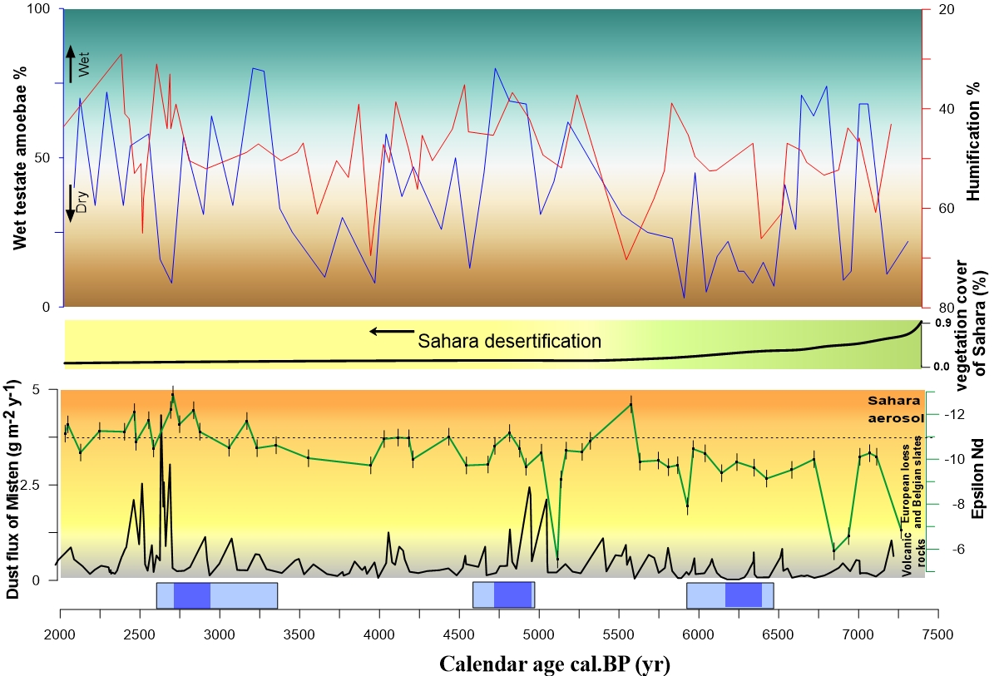 100
50
0
Wet testate amoebae %
Wet
Dry
20
40
60
80
Humification %
Sahara desertification
0.9
0.0
vegetation cover
of Sahara (%)
5
2.5
0
Dust flux of Misten (g m-2 y-1)
Sahara
aerosol
European loess
and Belgian slates
Volcanic
rocks
-12
-10
-8
-6
Epsilon Nd
2000 2500 3000 3500 4000 4500 5000 5500 6000 6500 7000 7500
Calendar age cal.BP (yr)